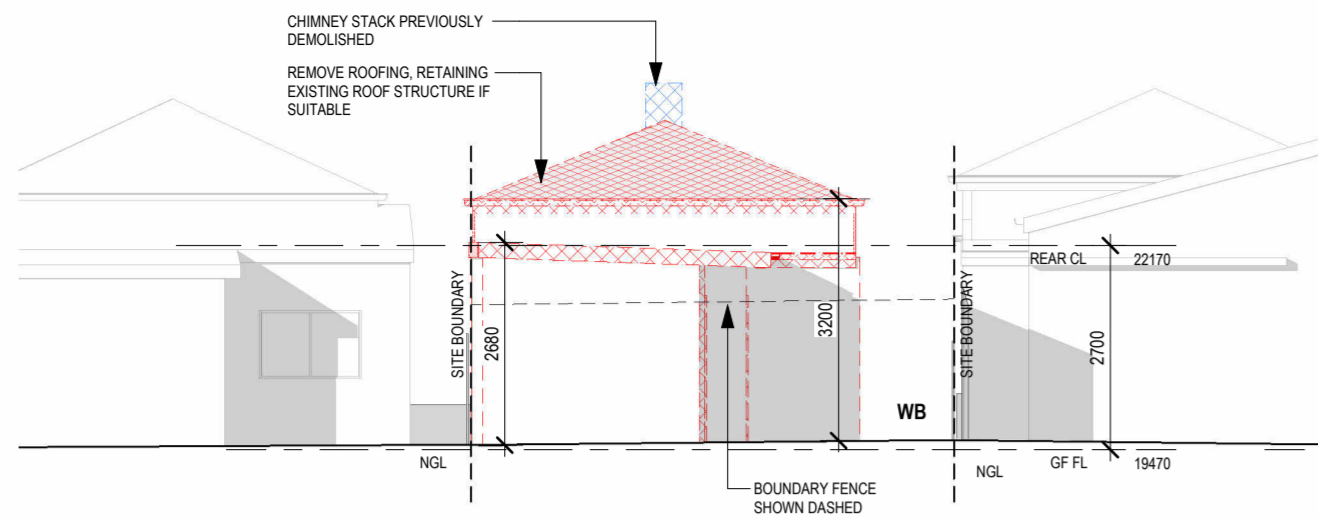 CHIMNEY STACK PREVIOUSLY
DEMOLISHED
REMOVE ROOFING, RETAINING
EXISTING ROOF STRUCTURE IF
SUITABLE
REAR CL
22170
SITE BOUNDARY
2680
3200
SITE BOUNDARY
2700
WB
NGL
NGL
GF FL
19470
BOUNDARY FENCE
SHOWN DASHED